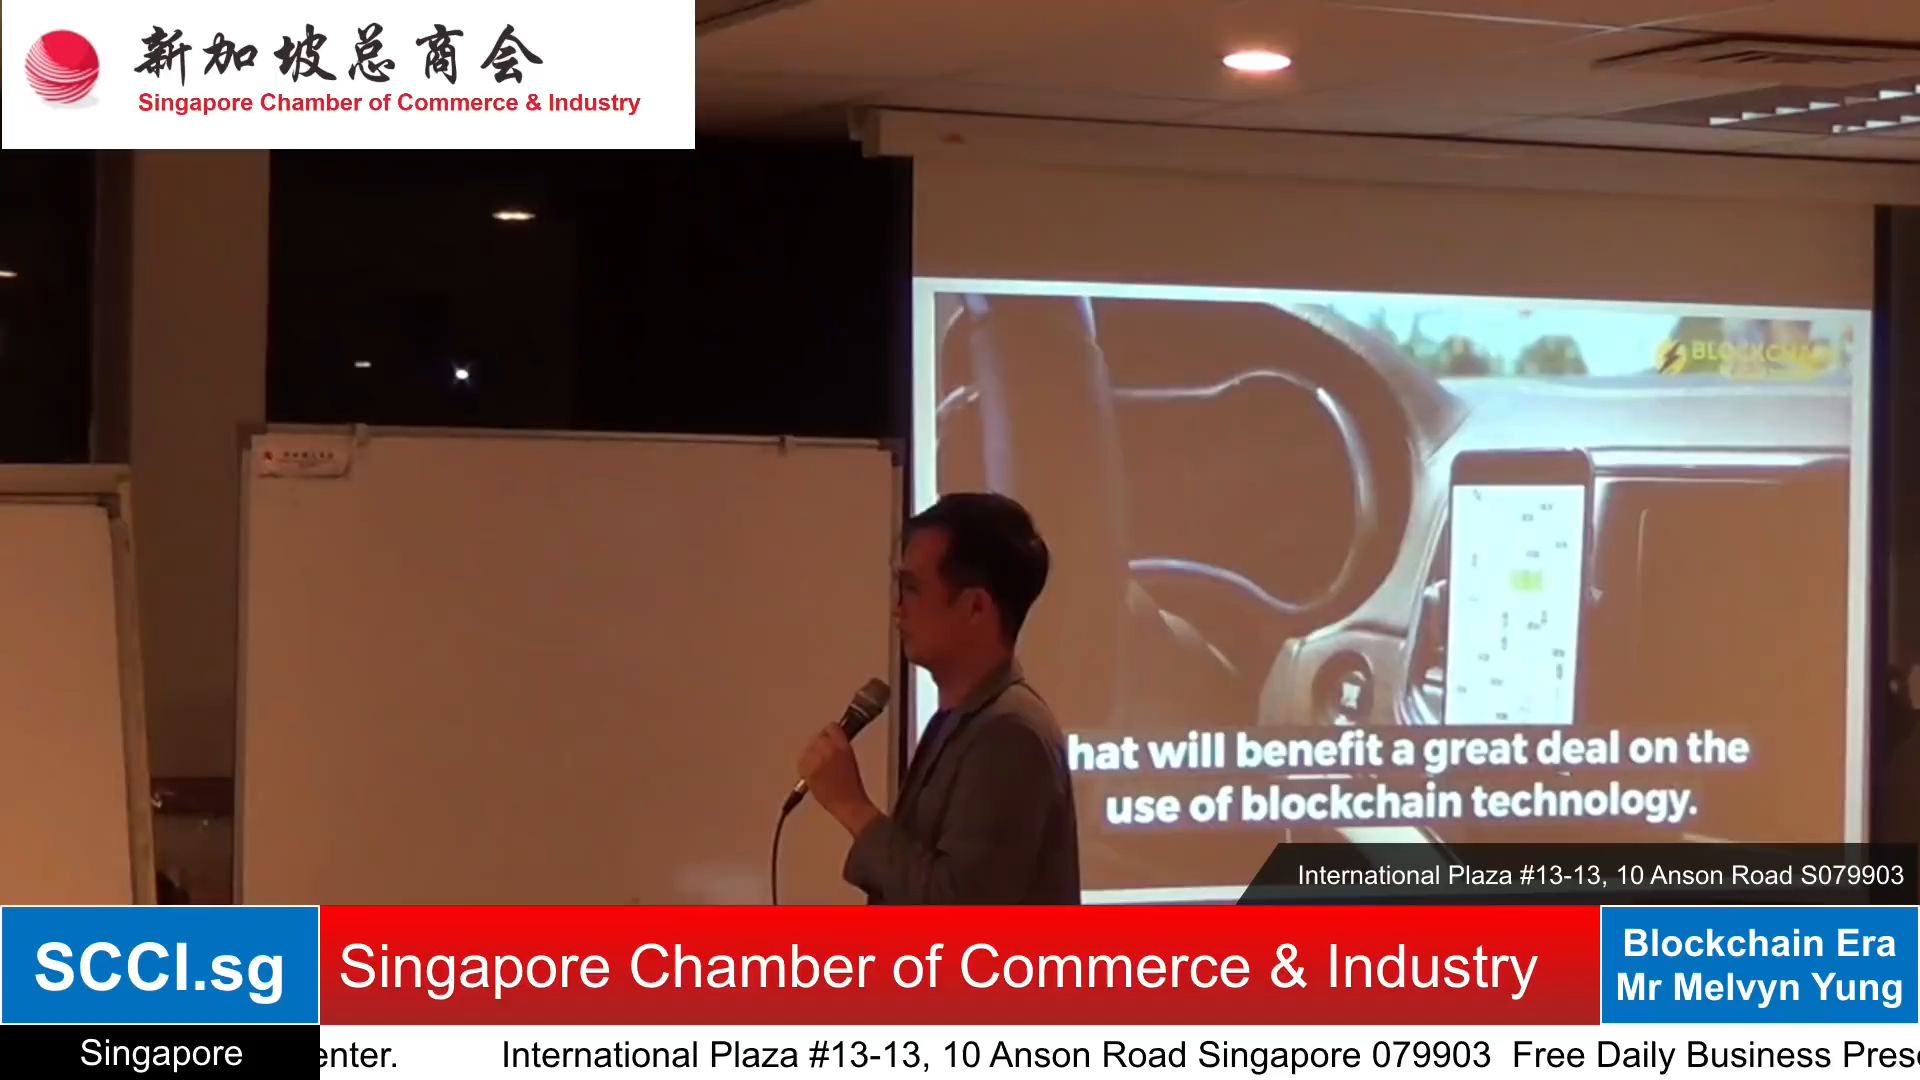 新加坡总商会
Singapore Chamber of Commerce & Industry
BLOCKCHAIN
hat will benefit a great deal on the
use of blockchain technology.
International Plaza #13-13, 10 Anson Road S079903
SCCI.sg
Singapore Chamber of Commerce & Industry
Blockchain Era
Mr Melvyn Yung
Singapore
enter. International Plaza #13-13, 10 Anson Road Singapore 079903 Free Daily Business Prese